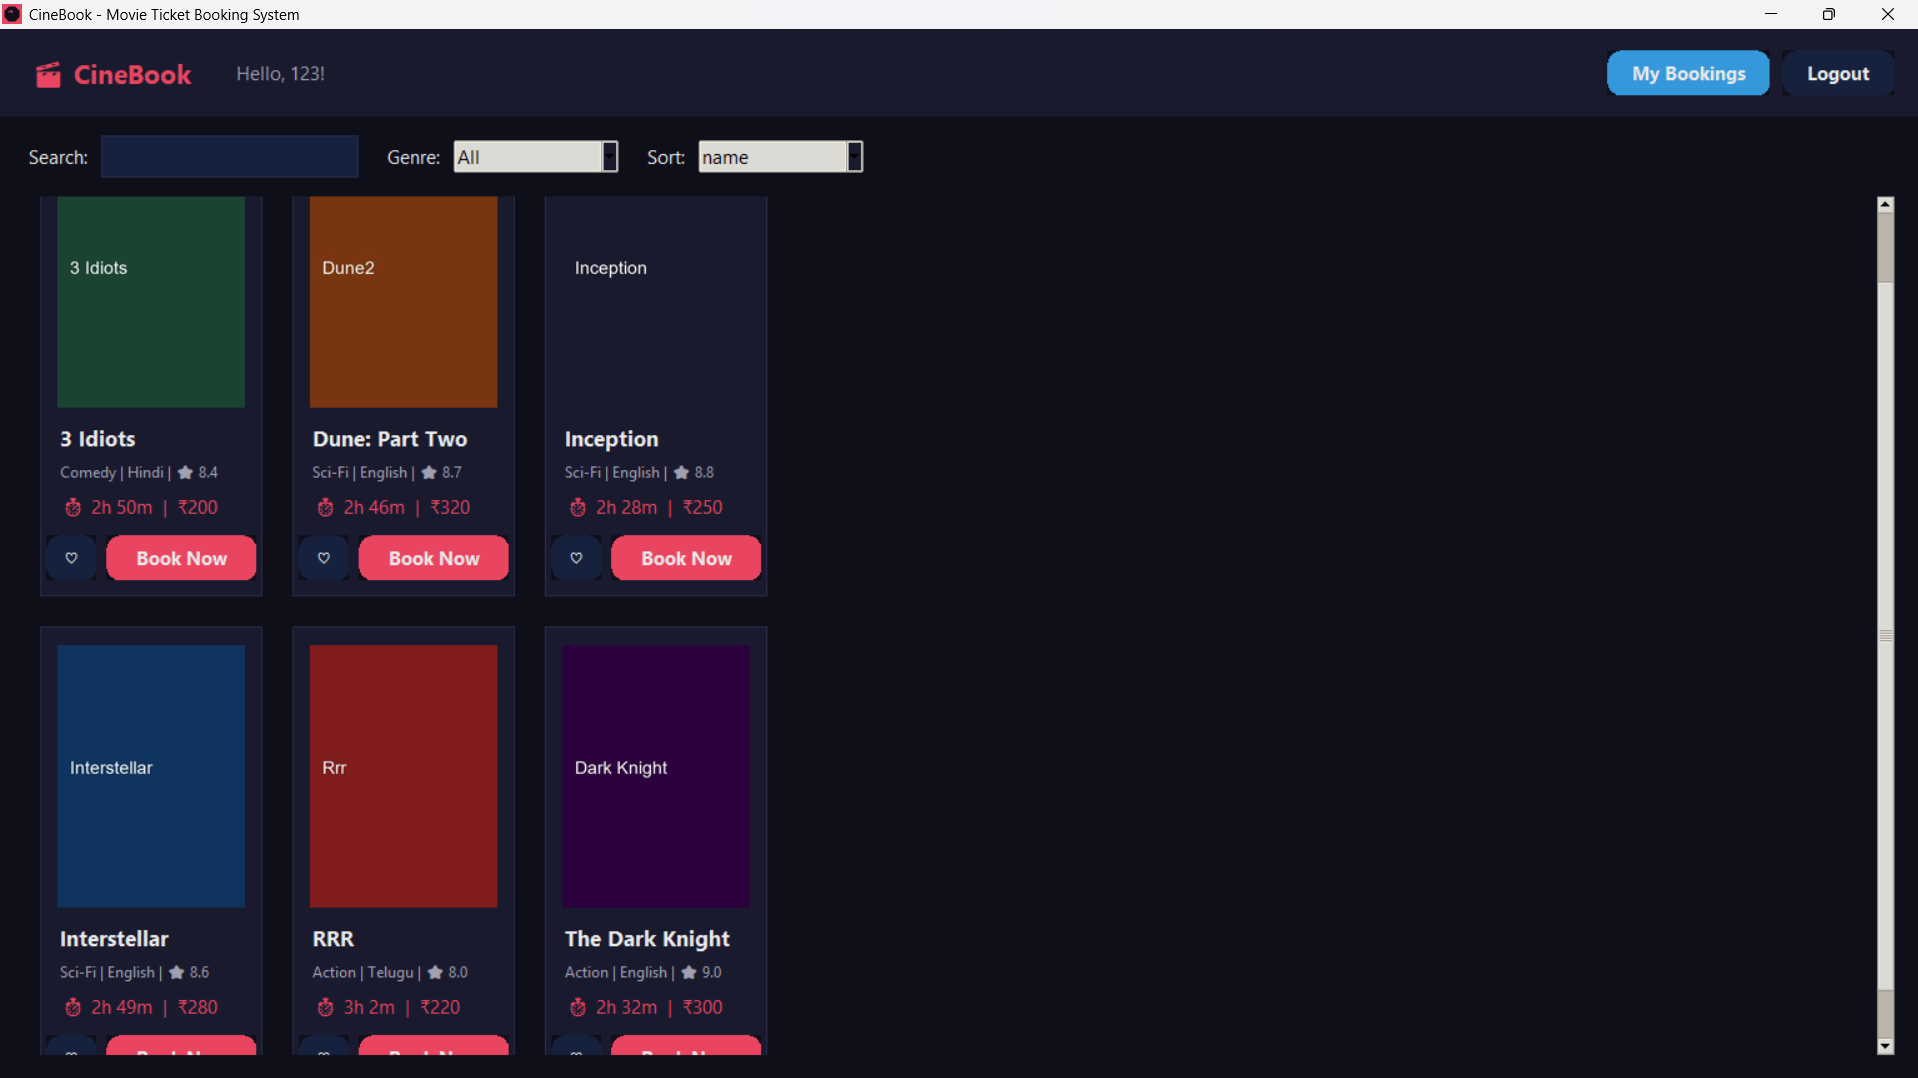 CineBook - Movie Ticket Booking System
CineBook Hello, 123! My Bookings Logout
Search: Genre: All Sort: name
3 Idiots Dune2 Inception
3 Idiots Dune: Part Two Inception
Comedy | Hindi | ★ 8.4 Sci-Fi | English | ★ 8.7 Sci-Fi | English | ★ 8.8
⏱ 2h 50m | ₹200 ⏱ 2h 46m | ₹320 ⏱ 2h 28m | ₹250
♡ Book Now ♡ Book Now ♡ Book Now
Interstellar Rrr Dark Knight
Interstellar RRR The Dark Knight
Sci-Fi | English | ★ 8.6 Action | Telugu | ★ 8.0 Action | English | ★ 9.0
⏱ 2h 49m | ₹280 ⏱ 3h 2m | ₹220 ⏱ 2h 32m | ₹300